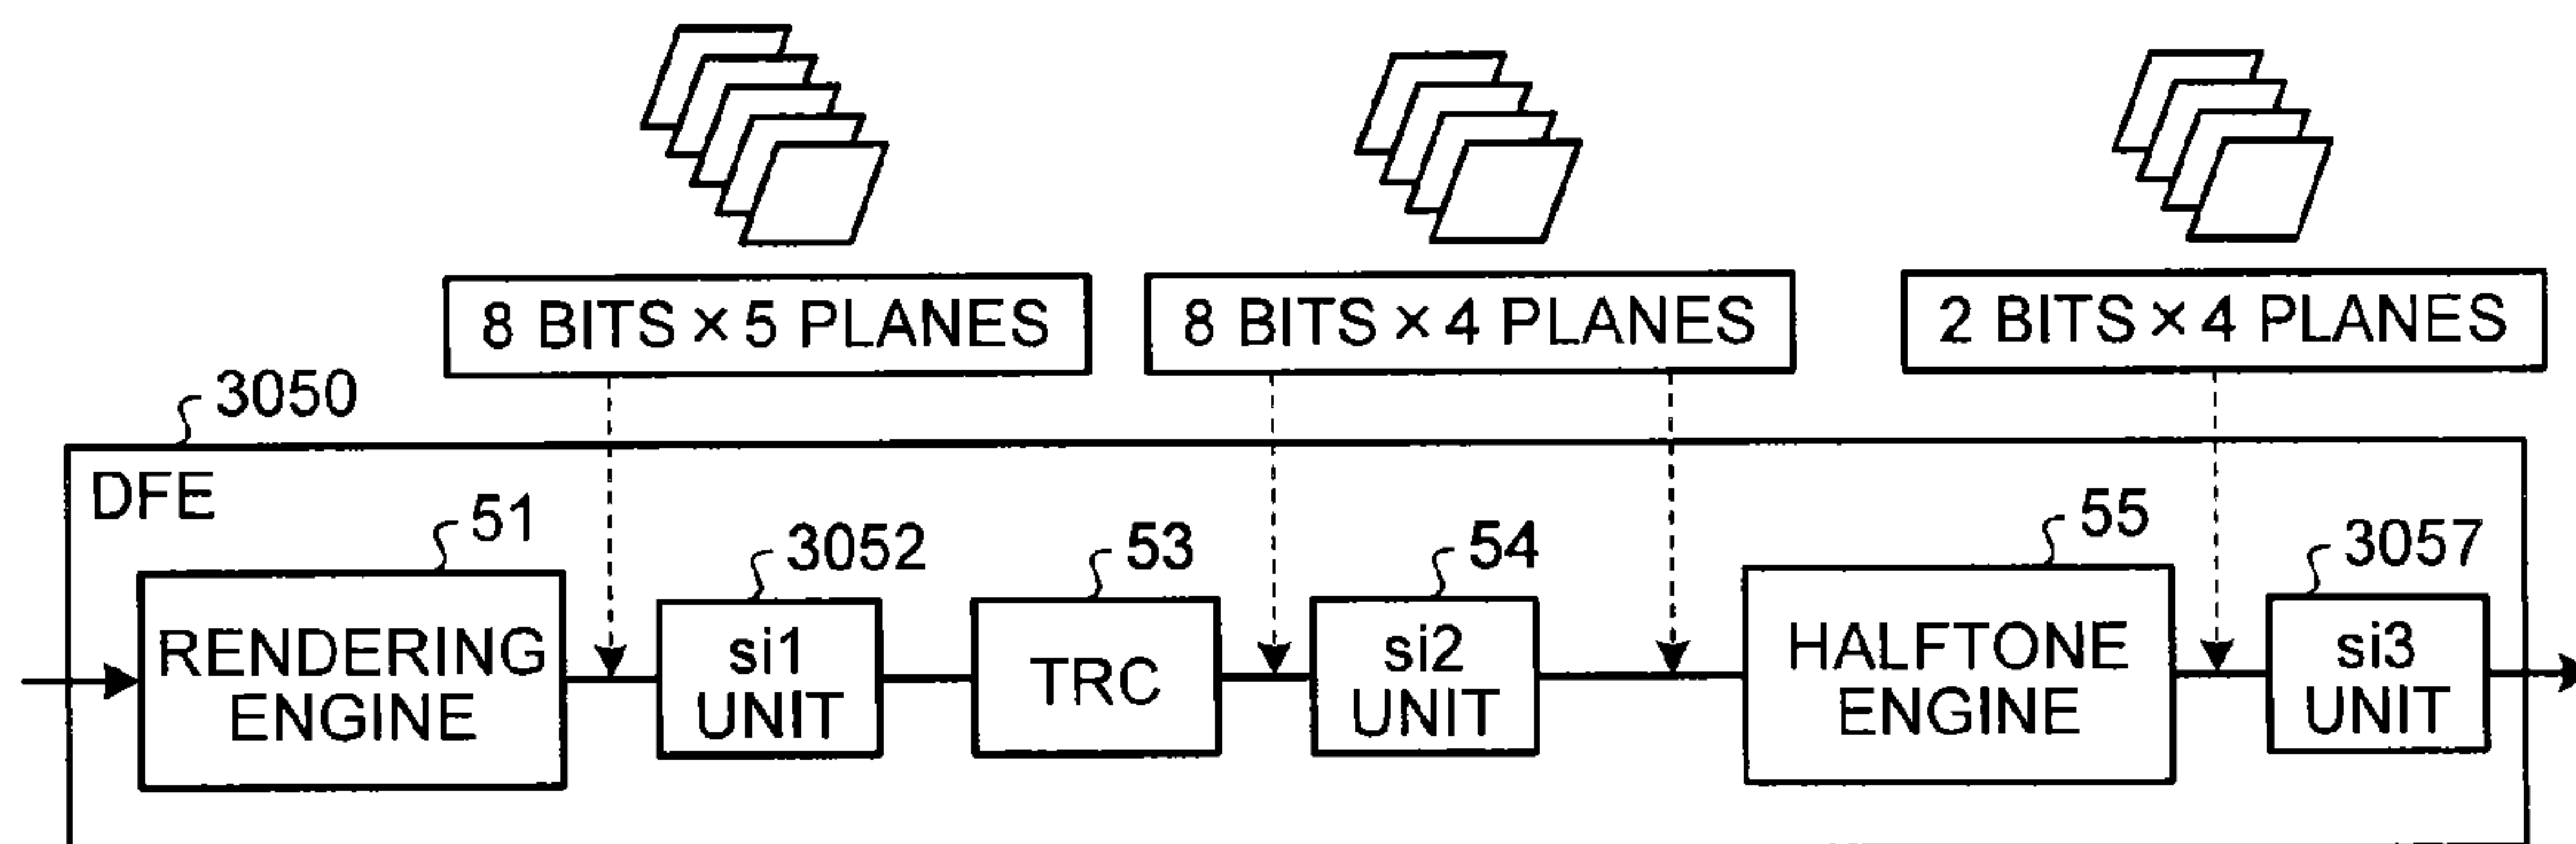 8 BITS × 5 PLANES
8 BITS × 4 PLANES
2 BITS × 4 PLANES
3050
DFE
51
3052
53
54
55
3057
RENDERING
ENGINE
si1
UNIT
TRC
si2
UNIT
HALFTONE
ENGINE
si3
UNIT